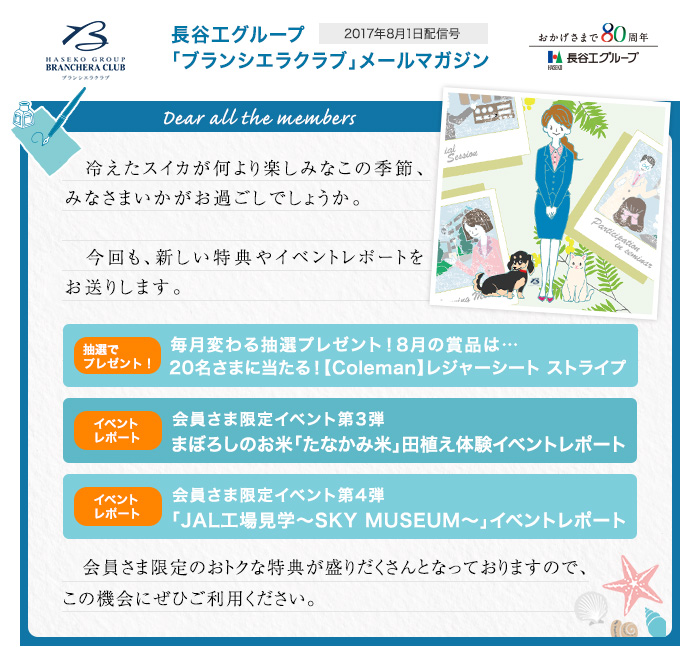 HASEKO GROUP
BRANCHERA CLUB
ブランシエラクラブ
長谷工グループ
2017年8月1日配信号
「ブランシエラクラブ」メールマガジン
おかげさまで80周年
HASEKO 長谷工グループ
Dear all the members
冷えたスイカが何より楽しみなこの季節、
みなさまいかがお過ごしでしょうか。
今回も、新しい特典やイベントレポートを
お送りします。
Session
Participation
in seminar
抽選で
プレゼント！
毎月変わる抽選プレゼント！8月の賞品は…
20名さまに当たる！【Coleman】レジャーシート ストライプ
イベント
レポート
会員さま限定イベント第3弾
まぼろしのお米「たなかみ米」田植え体験イベントレポート
イベント
レポート
会員さま限定イベント第4弾
「JAL工場見学～SKY MUSEUM～」イベントレポート
会員さま限定のおトクな特典が盛りだくさんとなっておりますので、
この機会にぜひご利用ください。